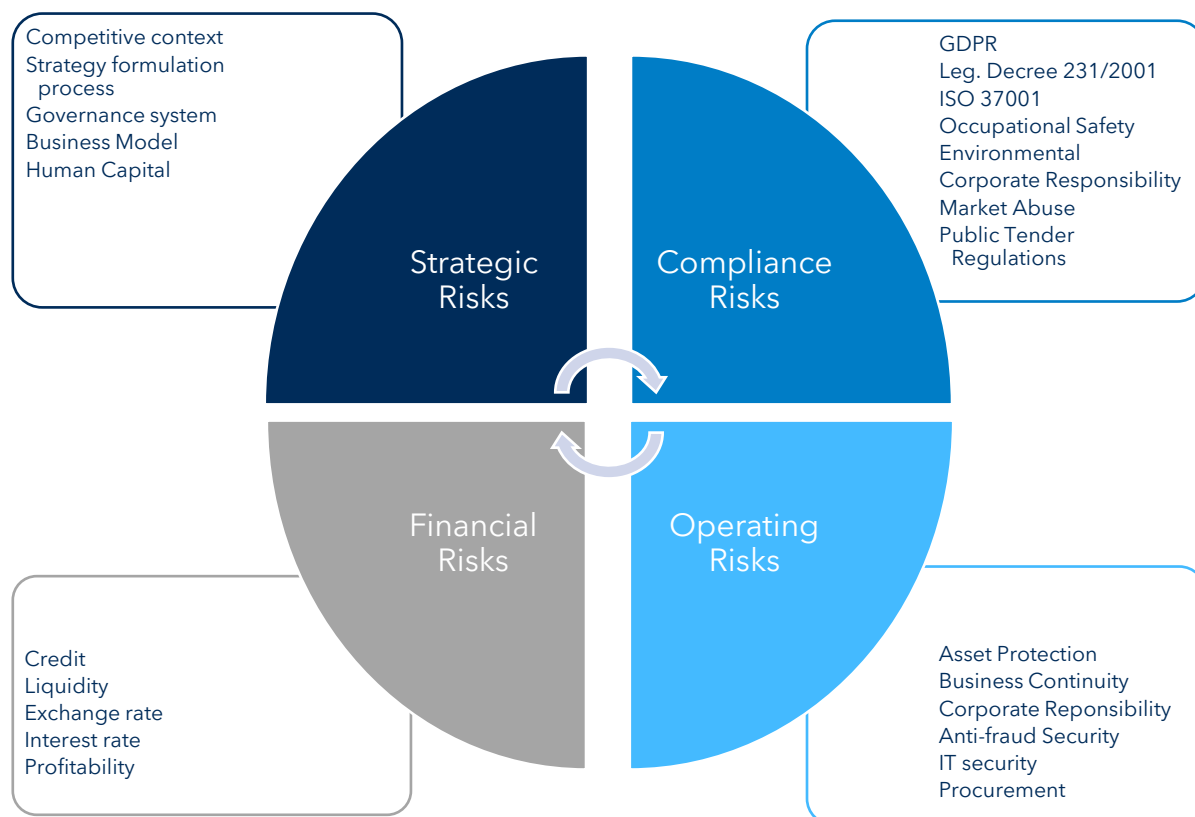 Competitive context
Strategy formulation
process
Governance system
Business Model
Human Capital
GDPR
Leg. Decree 231/2001
ISO 37001
Occupational Safety
Environmental
Corporate Responsibility
Market Abuse
Public Tender
Regulations
Strategic
Risks
Compliance
Risks
Financial
Risks
Operating
Risks
Credit
Liquidity
Exchange rate
Interest rate
Profitability
Asset Protection
Business Continuity
Corporate Reponsibility
Anti-fraud Security
IT security
Procurement